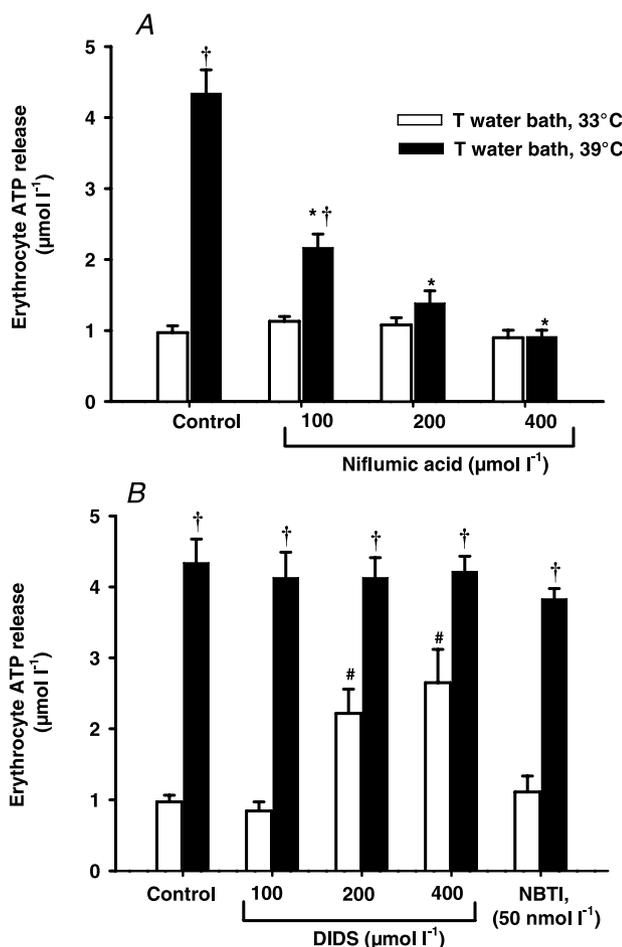 A
Erythrocyte ATP release
(µmol l⁻¹)
5
4
3
2
1
0
†
* †
*
*
T water bath, 33°C
T water bath, 39°C
Control
100
200
400
Niflumic acid (µmol l⁻¹)
B
Erythrocyte ATP release
(µmol l⁻¹)
5
4
3
2
1
0
†
†
†
†
†
#
#
Control
100
200
400
NBTI,
(50 nmol l⁻¹)
DIDS (µmol l⁻¹)